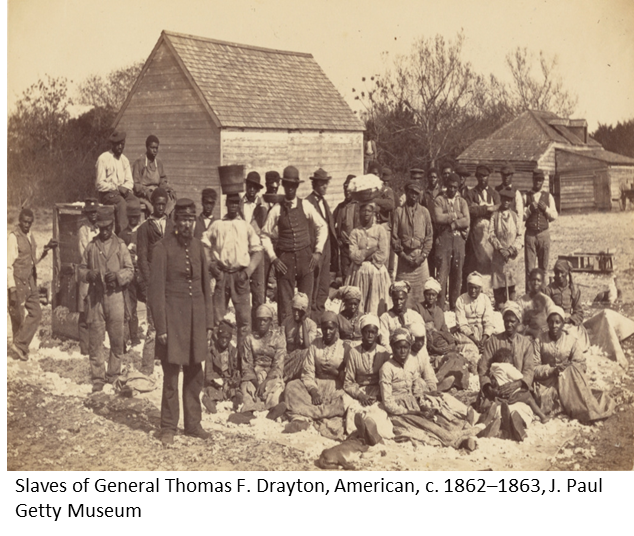 Slaves of General Thomas F. Drayton, American, c. 1862–1863, J. Paul
Getty Museum